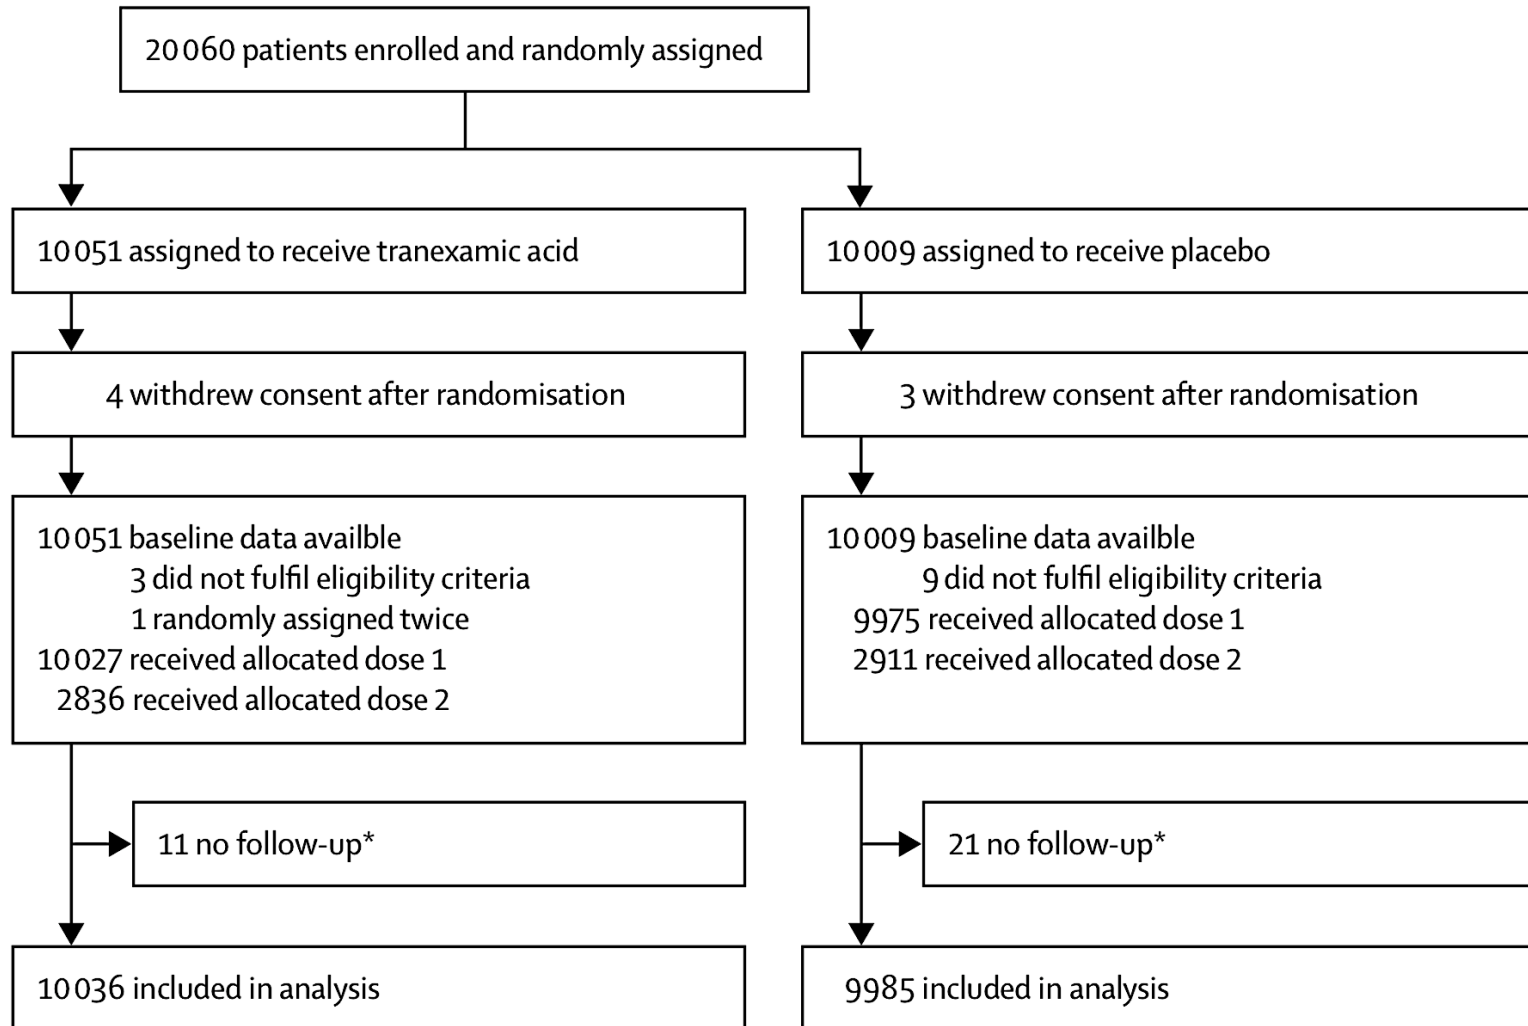 20 060 patients enrolled and randomly assigned
10 051 assigned to receive tranexamic acid
10 009 assigned to receive placebo
4 withdrew consent after randomisation
3 withdrew consent after randomisation
10 051 baseline data availble
3 did not fulfil eligibility criteria
1 randomly assigned twice
10 027 received allocated dose 1
2836 received allocated dose 2
10 009 baseline data availble
9 did not fulfil eligibility criteria
9975 received allocated dose 1
2911 received allocated dose 2
11 no follow-up*
21 no follow-up*
10 036 included in analysis
9985 included in analysis